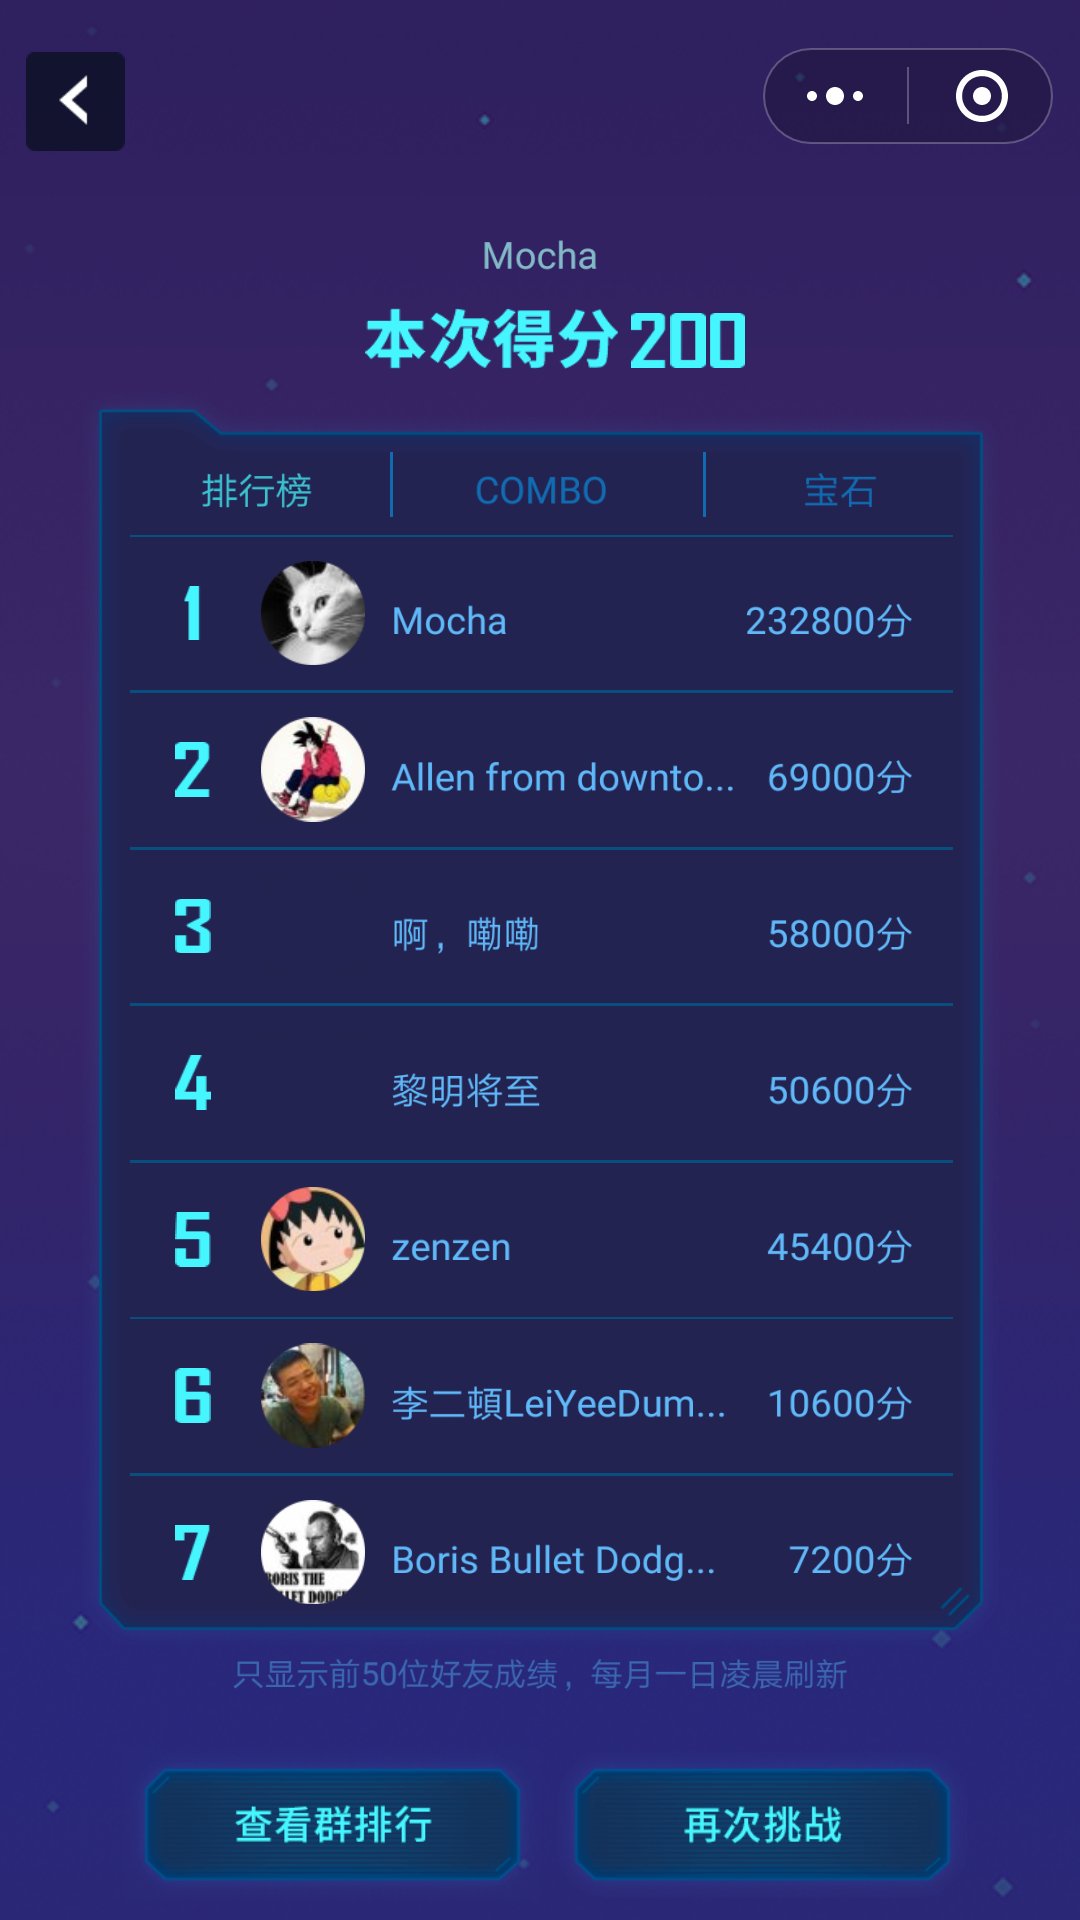 Mocha
本次得分200
排行榜 COMBO 宝石
1 Mocha 232800分
2 Allen from downto... 69000分
3 啊，嘞嘞 58000分
4 黎明将至 50600分
5 zenzen 45400分
6 李二頓LeiYeeDum... 10600分
7 Boris Bullet Dodg... 7200分
BORIS THE
只显示前50位好友成绩，每月一日凌晨刷新
查看群排行 再次挑战